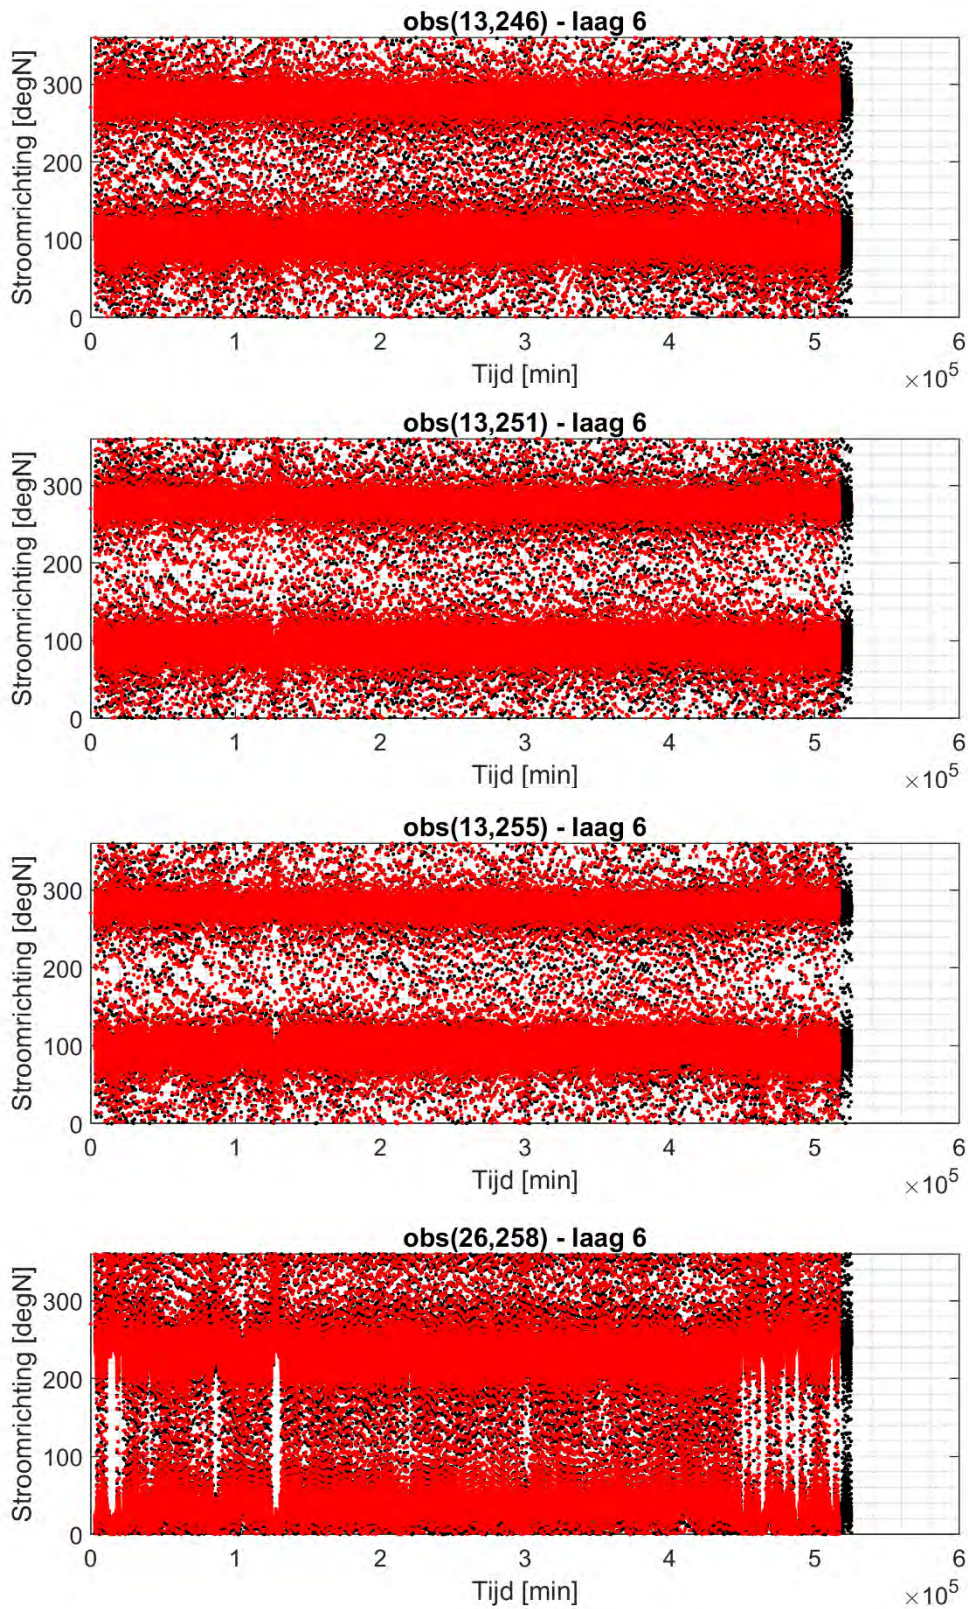 obs(13,246) - laag 6
Stroomrichting [degN]
300
200
100
0
0 1 2 3 4 5 6
Tijd [min]
×10^5
obs(13,251) - laag 6
Stroomrichting [degN]
300
200
100
0
0 1 2 3 4 5 6
Tijd [min]
×10^5
obs(13,255) - laag 6
Stroomrichting [degN]
300
200
100
0
0 1 2 3 4 5 6
Tijd [min]
×10^5
obs(26,258) - laag 6
Stroomrichting [degN]
300
200
100
0
0 1 2 3 4 5 6
Tijd [min]
×10^5